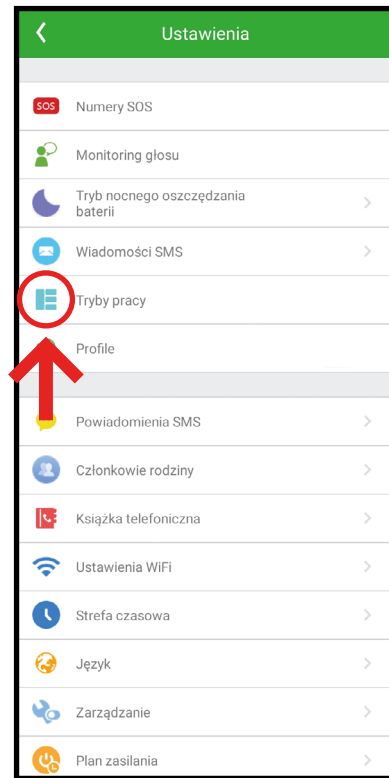 Ustawienia
SOS Numery SOS
Monitoring głosu
Tryb nocnego oszczędzania
baterii
Wiadomości SMS
Tryby pracy
Profile
Powiadomienia SMS
Członkowie rodziny
Książka telefoniczna
Ustawienia WiFi
Strefa czasowa
Język
Zarządzanie
Plan zasilania